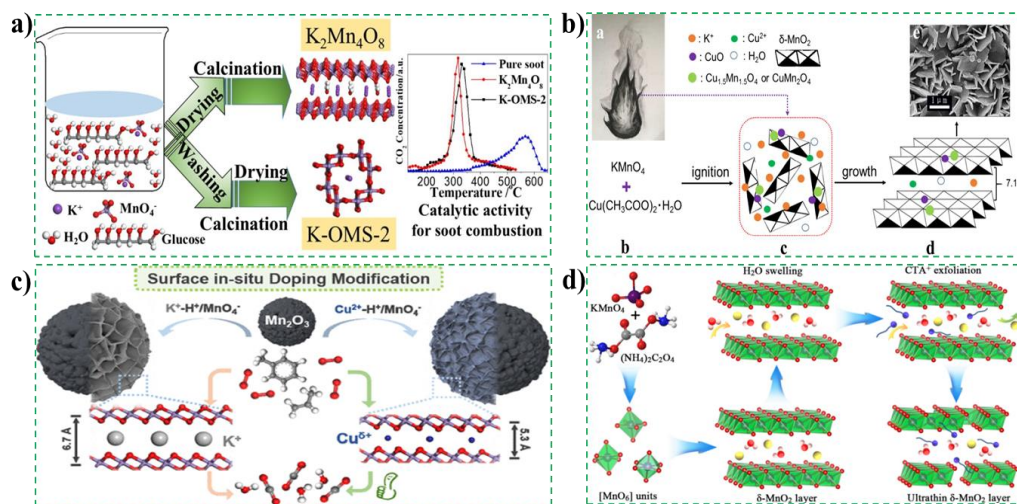 a)
K₂Mn₄O₈
Calcination
Drying
Washing
Drying
Calcination
K-OMS-2
K⁺
MnO₄⁻
H₂O
Glucose
CO₂ Concentration/a.u.
Pure soot
K₂Mn₄O₈
K-OMS-2
200 300 400 500 600
Temperature /°C
Catalytic activity
for soot combustion
b)
a
: K⁺
: Cu²⁺
δ-MnO₂
: CuO
: H₂O
: Cu₁.₅Mn₁.₅O₄ or CuMn₂O₄
e
1 μm
KMnO₄
+
Cu(CH₃COO)₂·H₂O
ignition
growth
7.1
b
c
d
c)
Surface in-situ Doping Modification
K⁺-H⁺/MnO₄⁻
Mn₂O₃
Cu²⁺-H⁺/MnO₄⁻
6.7 Å
K⁺
Cuᵟ⁺
5.3 Å
d)
KMnO₄
+
(NH₄)₂C₂O₄
H₂O swelling
CTA⁺ exfoliation
[MnO₆] units
δ-MnO₂ layer
Ultrathin δ-MnO₂ layer